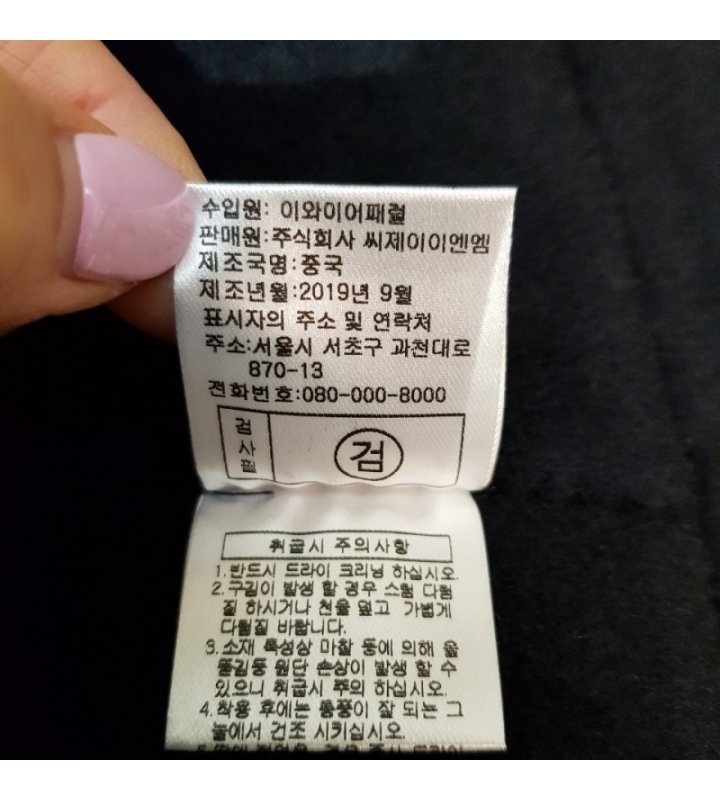 수입원: 이와이어패럴
판매원:주식회사 씨제이이엔엠
제조국명:중국
제조년월:2019년 9월
표시자의 주소 및 연락처
주소:서울시 서초구 과천대로
870-13
전화번호:080-000-8000
검사필
검
취급시 주의사항
1.반드시 드라이 크리닝 하십시오.
2.구김이 발생 할 경우 스팀 다림
질 하시거나 천을 덮고 가볍게
다림질 바랍니다.
3.소재 특성상 마찰 등에 의해 올
뜯김등 원단 손상이 발생 할 수
있으니 취급시 주의 하십시오.
4.착용 후에는 통풍이 잘 되는 그
늘에서 건조 시키십시오.